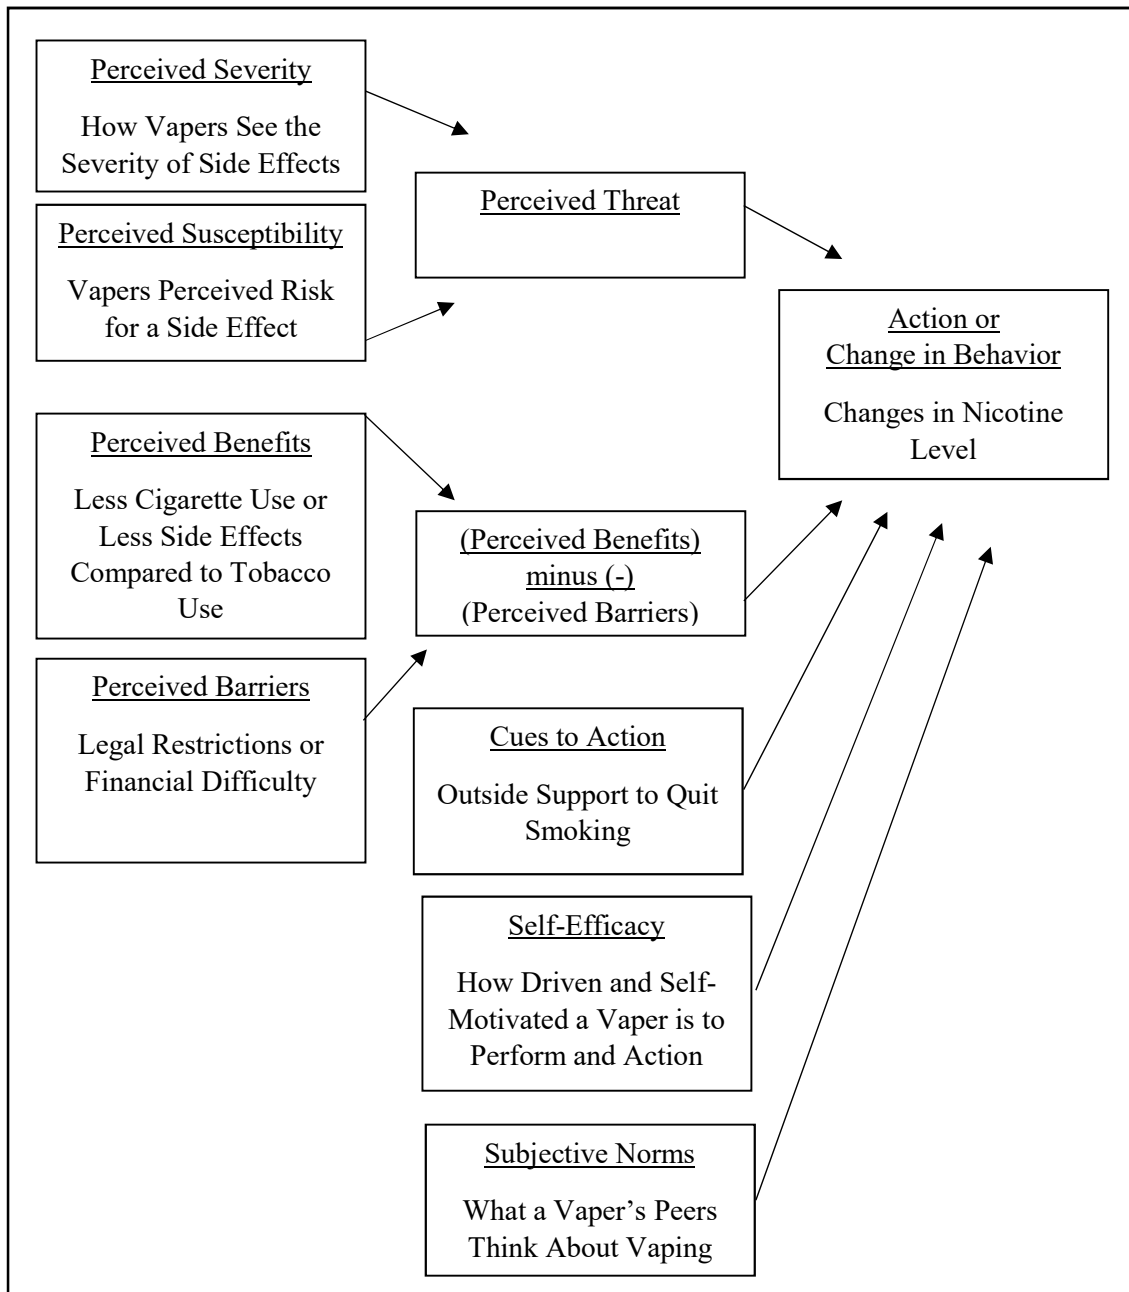 Perceived Severity
How Vapers See the
Severity of Side Effects
Perceived Susceptibility
Vapers Perceived Risk
for a Side Effect
Perceived Threat
Action or
Change in Behavior
Changes in Nicotine
Level
Perceived Benefits
Less Cigarette Use or
Less Side Effects
Compared to Tobacco
Use
(Perceived Benefits)
minus (-)
(Perceived Barriers)
Perceived Barriers
Legal Restrictions or
Financial Difficulty
Cues to Action
Outside Support to Quit
Smoking
Self-Efficacy
How Driven and Self-
Motivated a Vaper is to
Perform and Action
Subjective Norms
What a Vaper’s Peers
Think About Vaping